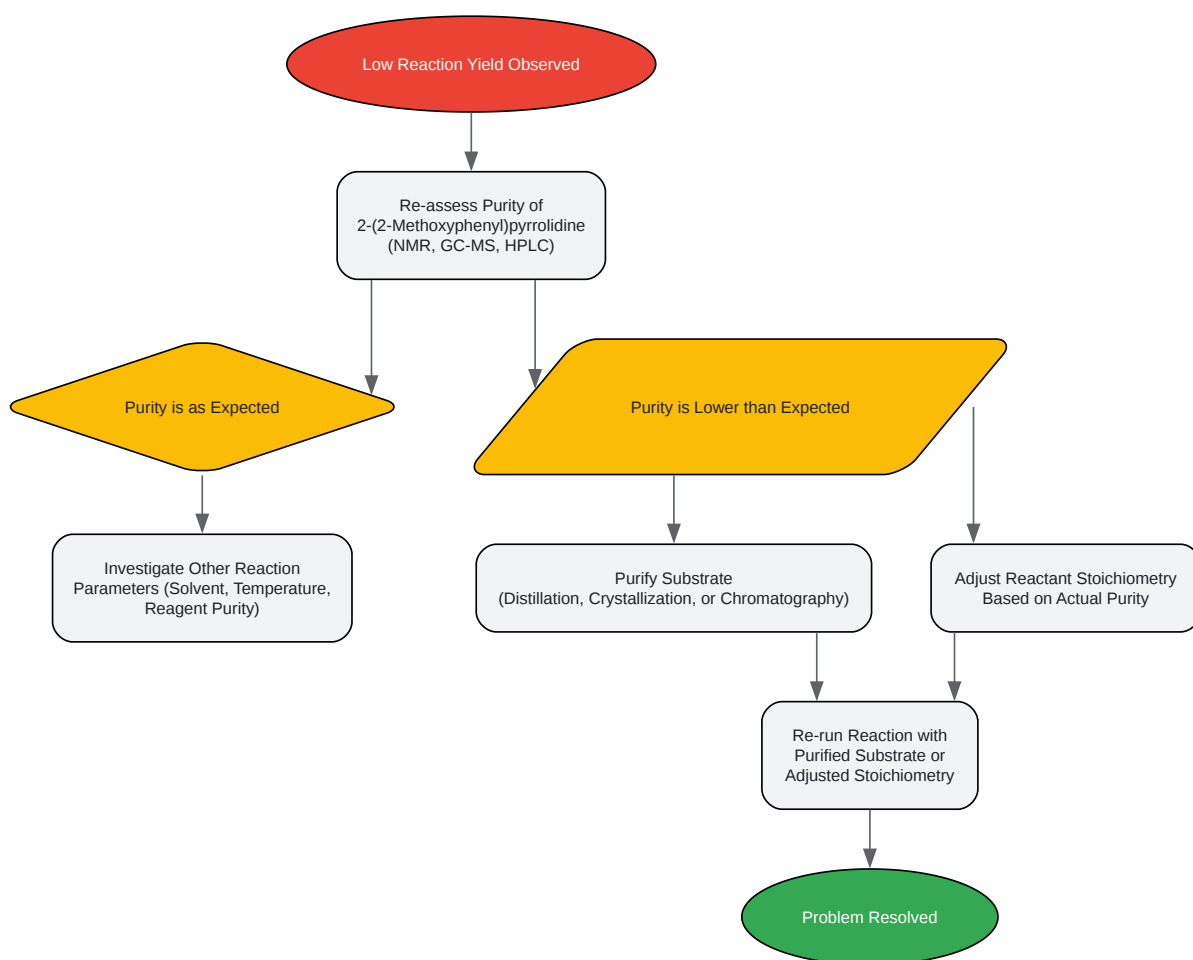 Low Reaction Yield Observed
Re-assess Purity of
2-(2-Methoxyphenyl)pyrrolidine
(NMR, GC-MS, HPLC)
Purity is as Expected
Purity is Lower than Expected
Investigate Other Reaction
Parameters (Solvent, Temperature,
Reagent Purity)
Purify Substrate
(Distillation, Crystallization, or Chromatography)
Adjust Reactant Stoichiometry
Based on Actual Purity
Re-run Reaction with
Purified Substrate or
Adjusted Stoichiometry
Problem Resolved